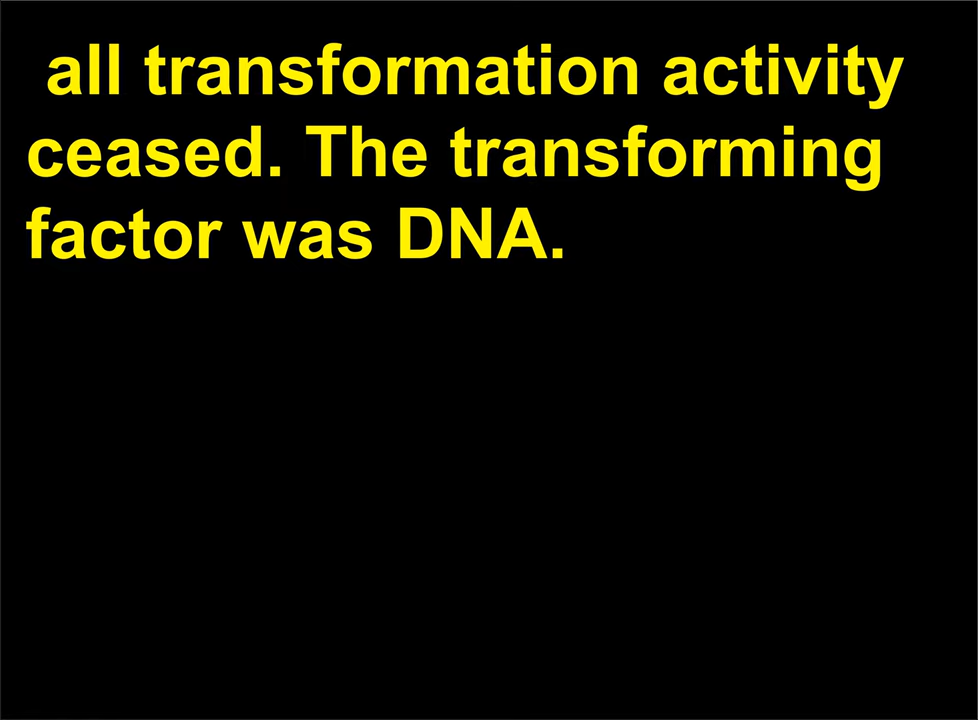 all transformation activity
ceased. The transforming
factor was DNA.